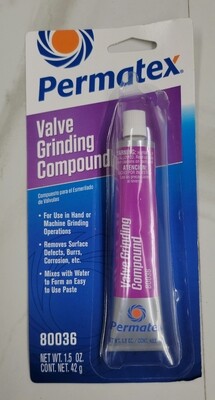 Permatex®
Valve
Grinding
Compound
Compuesto para el Esmerilado
de Válvulas
• For Use in Hand or
Machine Grinding
Operations
• Removes Surface
Defects, Burrs,
Corrosion, etc.
• Mixes with Water
to Form an Easy
to Use Paste
80036
NET WT. 1.5 OZ.
CONT. NET. 42 g
ATENCIÓN
Valve Grinding
Compound
80036
Permatex